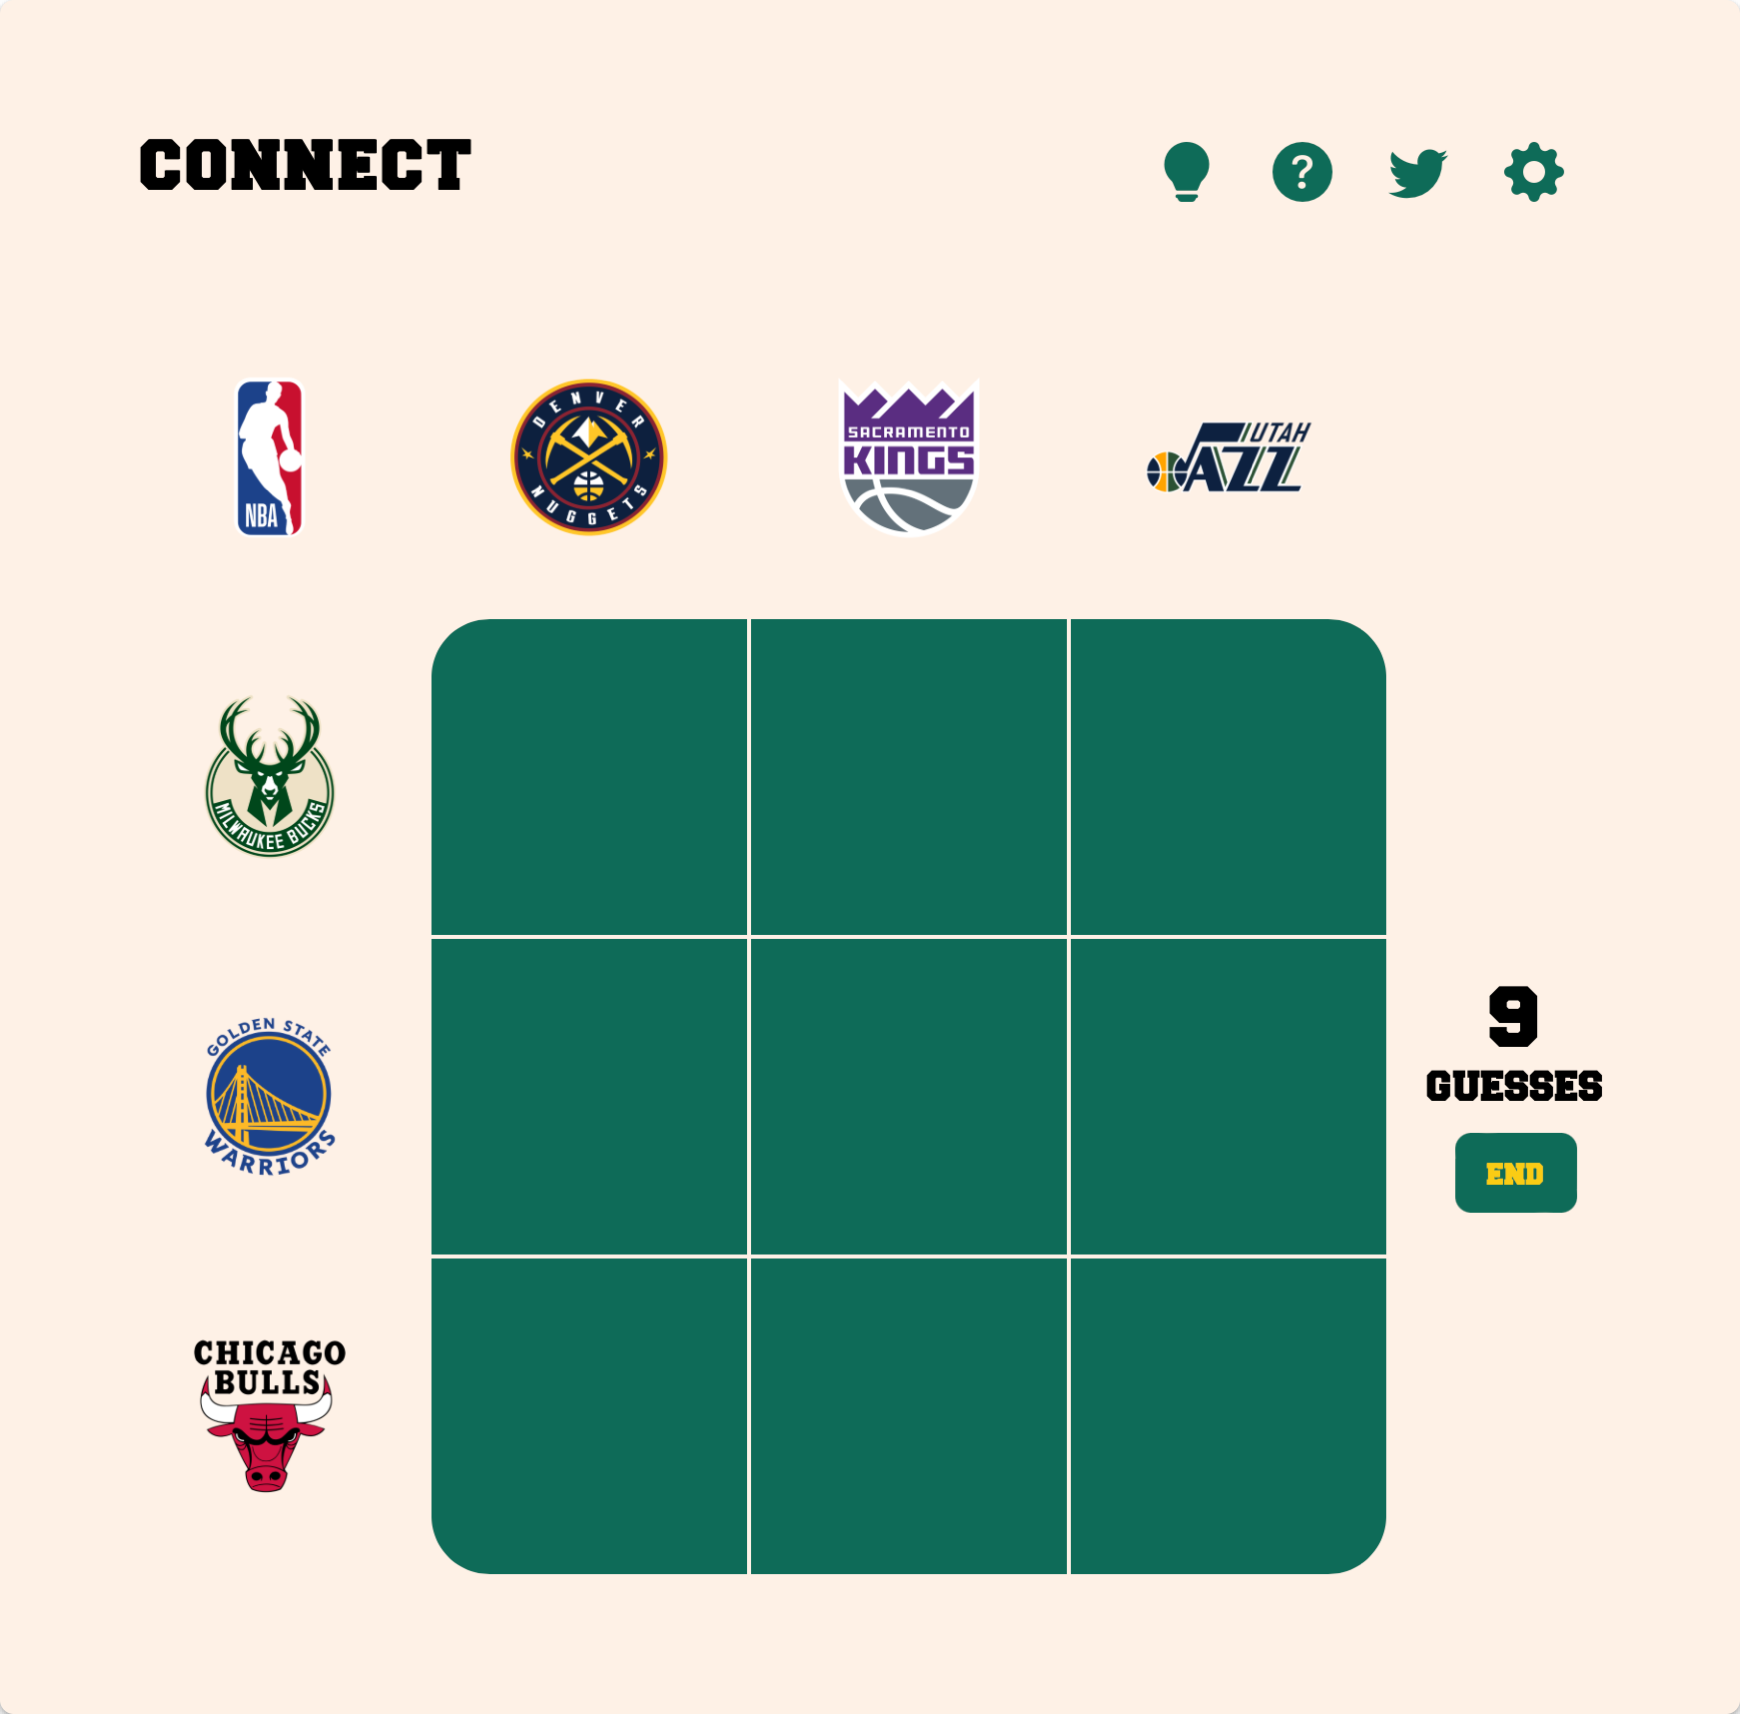 CONNECT
?
NBA
DENVER
NUGGETS
SACRAMENTO
KINGS
UTAH
JAZZ
MILWAUKEE BUCKS
GOLDEN STATE
WARRIORS
9
GUESSES
END
CHICAGO
BULLS